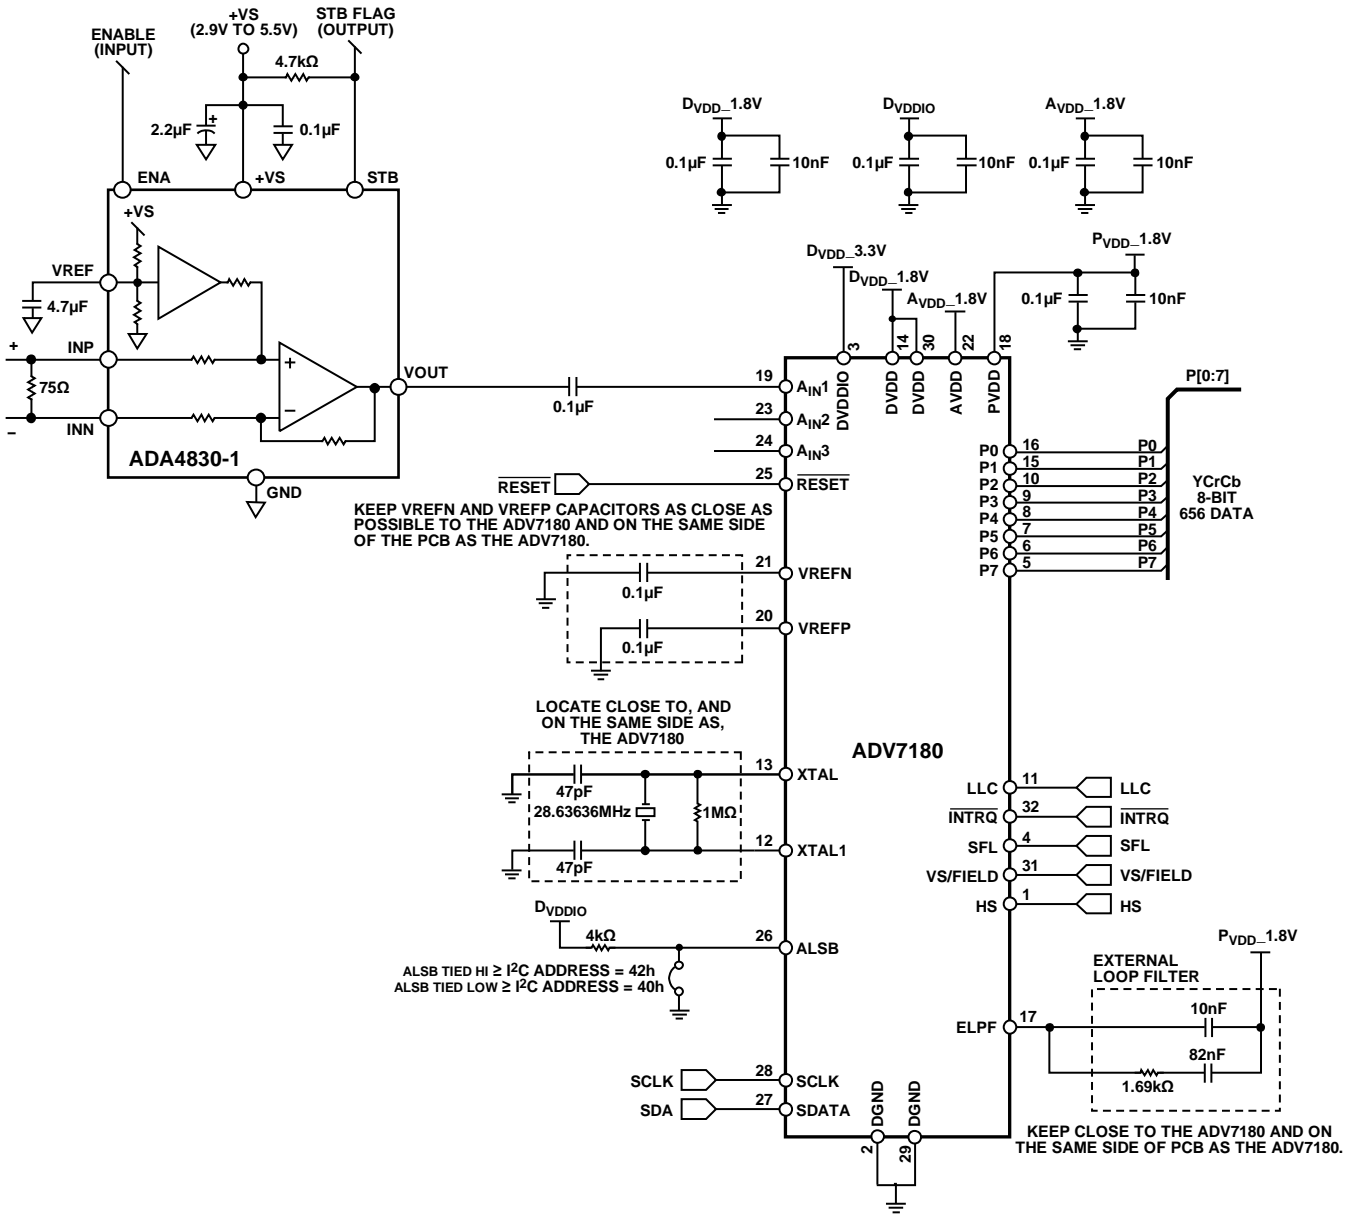 ENABLE
(INPUT)
+VS
(2.9V TO 5.5V)
STB FLAG
(OUTPUT)
4.7kΩ
2.2µF
+
0.1µF
ENA
+VS
STB
+VS
VREF
4.7µF
+
INP
75Ω
INN
–
+
–
VOUT
ADA4830-1
GND
0.1µF
DVDD_1.8V
0.1µF
10nF
DVDDIO
0.1µF
10nF
AVDD_1.8V
0.1µF
10nF
PVDD_1.8V
0.1µF
10nF
DVDD_3.3V
DVDD_1.8V
AVDD_1.8V
3
14
30
22
18
DVDDIO
DVDD
DVDD
AVDD
PVDD
19
AIN1
23
AIN2
24
AIN3
RESET
25
RESET
KEEP VREFN AND VREFP CAPACITORS AS CLOSE AS
POSSIBLE TO THE ADV7180 AND ON THE SAME SIDE
OF THE PCB AS THE ADV7180.
21
VREFN
0.1µF
20
VREFP
0.1µF
P[0:7]
P0 16 P0
P1 15 P1
P2 10 P2
P3 9 P3
P4 8 P4
P5 7 P5
P6 6 P6
P7 5 P7
YCrCb
8-BIT
656 DATA
LOCATE CLOSE TO, AND
ON THE SAME SIDE AS,
THE ADV7180
ADV7180
13
XTAL
47pF
28.63636MHz
1MΩ
12
XTAL1
47pF
LLC 11 LLC
INTRQ 32 INTRQ
SFL 4 SFL
VS/FIELD 31 VS/FIELD
HS 1 HS
DVDDIO
4kΩ
26
ALSB
ALSB TIED HI ≥ I2C ADDRESS = 42h
ALSB TIED LOW ≥ I2C ADDRESS = 40h
PVDD_1.8V
EXTERNAL
LOOP FILTER
10nF
ELPF 17
82nF
1.69kΩ
SCLK 28 SCLK
SDA 27 SDATA
DGND
DGND
2
29
KEEP CLOSE TO THE ADV7180 AND ON
THE SAME SIDE OF PCB AS THE ADV7180.